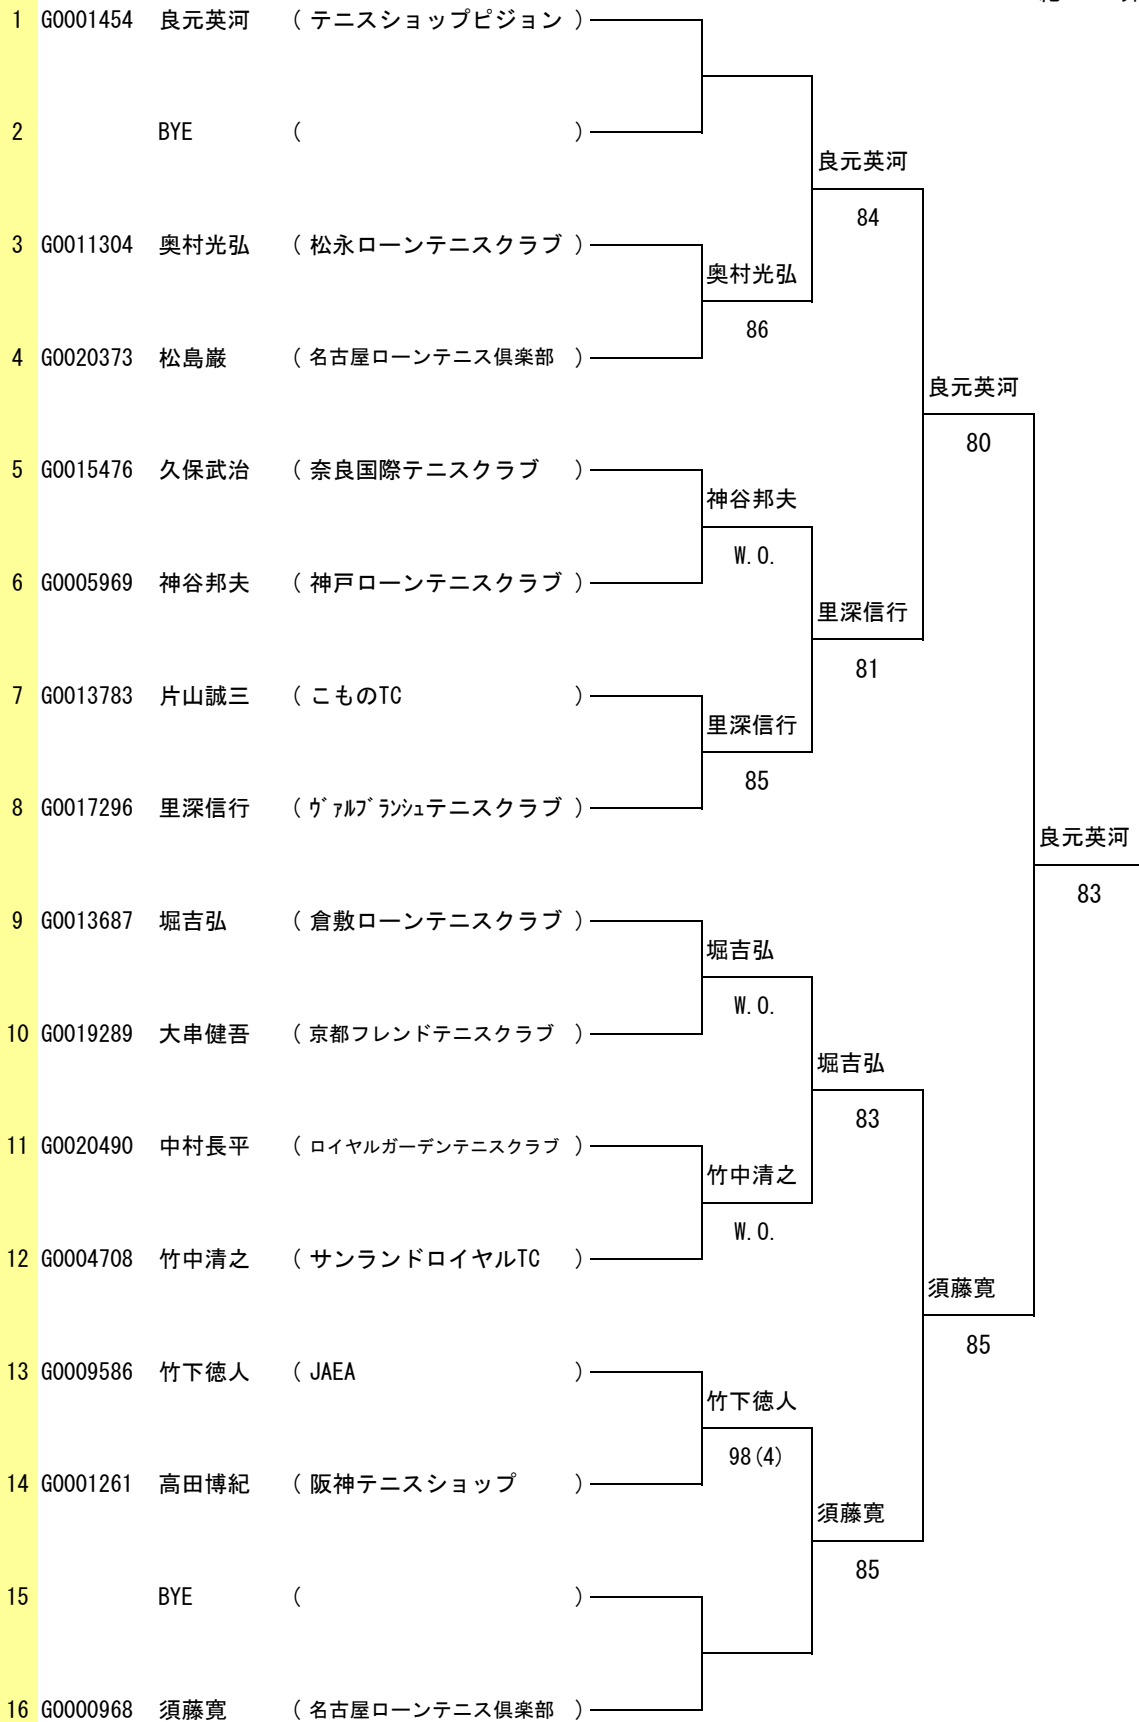 1 G0001454 良元英河 ( テニスショップピジョン )
2 BYE ( )
良元英河
84
3 G0011304 奥村光弘 ( 松永ローンテニスクラブ )
奥村光弘
86
4 G0020373 松島巌 ( 名古屋ローンテニス倶楽部 )
良元英河
80
5 G0015476 久保武治 ( 奈良国際テニスクラブ )
神谷邦夫
W.O.
6 G0005969 神谷邦夫 ( 神戸ローンテニスクラブ )
里深信行
81
7 G0013783 片山誠三 ( こものTC )
里深信行
85
8 G0017296 里深信行 ( ヴァルブランシュテニスクラブ )
良元英河
83
9 G0013687 堀吉弘 ( 倉敷ローンテニスクラブ )
堀吉弘
W.O.
10 G0019289 大串健吾 ( 京都フレンドテニスクラブ )
堀吉弘
83
11 G0020490 中村長平 ( ロイヤルガーデンテニスクラブ )
竹中清之
W.O.
12 G0004708 竹中清之 ( サンランドロイヤルTC )
須藤寛
85
13 G0009586 竹下徳人 ( JAEA )
竹下徳人
98(4)
14 G0001261 高田博紀 ( 阪神テニスショップ )
須藤寛
85
15 BYE ( )
16 G0000968 須藤寛 ( 名古屋ローンテニス倶楽部 )